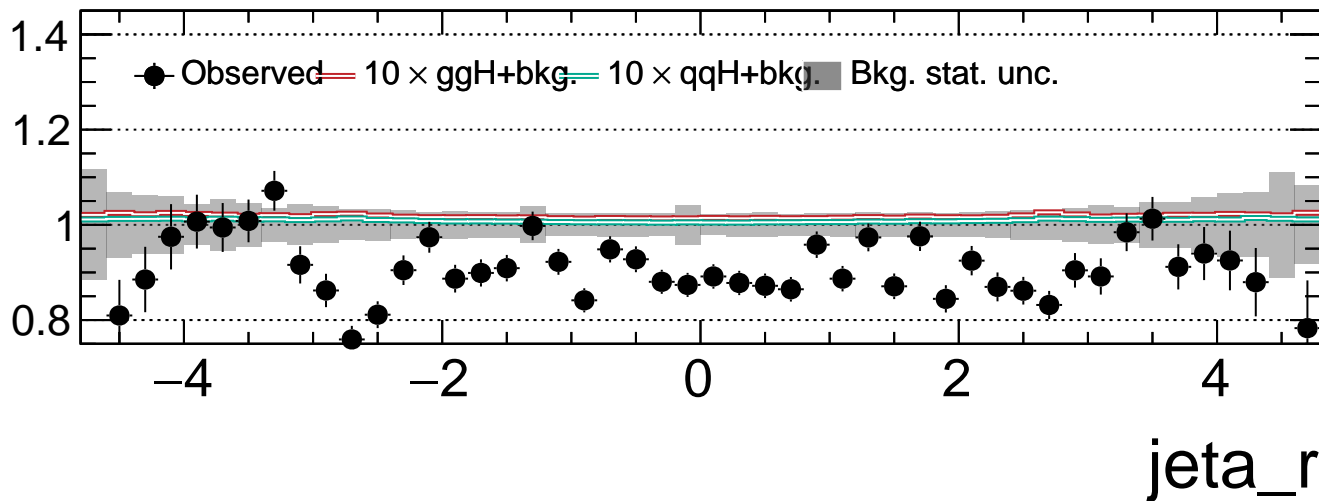 1.4
Observed 10 × ggH+bkg. 10 × qqH+bkg. Bkg. stat. unc.
1.2
1
0.8
−4 −2 0 2 4
jeta_r